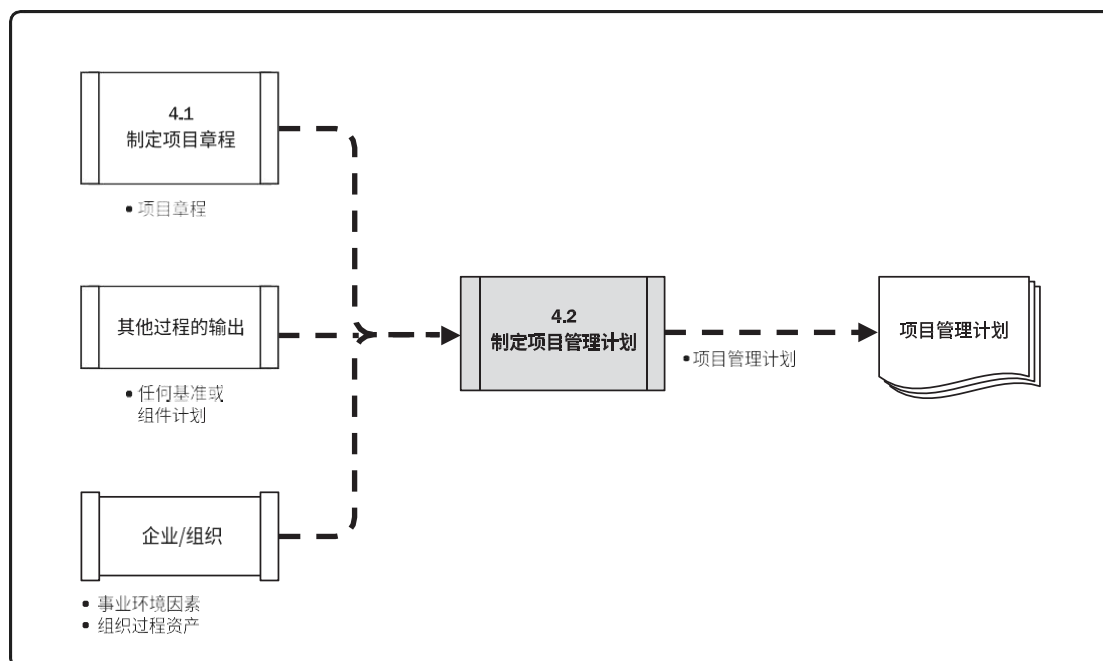 4.1
制定项目章程
• 项目章程
其他过程的输出
• 任何基准或
组件计划
企业/组织
• 事业环境因素
• 组织过程资产
4.2
制定项目管理计划
• 项目管理计划
项目管理计划